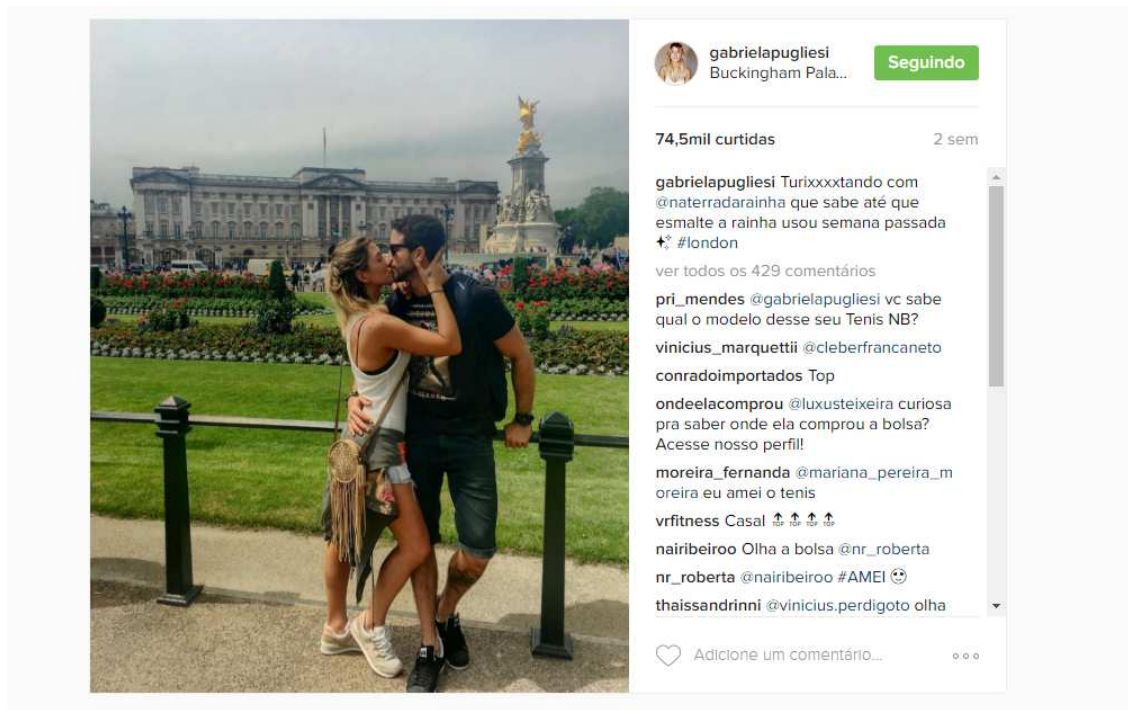 gabrielapugliesi
Buckingham Pala...
Seguindo
74,5mil curtidas
2 sem
gabrielapugliesi Turixxxxtando com
@naterradarainha que sabe até que
esmalte a rainha usou semana passada
✨ #london
ver todos os 429 comentários
pri_mendes @gabrielapugliesi vc sabe
qual o modelo desse seu Tenis NB?
vinicius_marquettii @cleberfrancaneto
conradoimportados Top
ondeelacomprou @luxusteixeira curiosa
pra saber onde ela comprou a bolsa?
Acesse nosso perfil!
moreira_fernanda @mariana_pereira_m
oreira eu amei o tenis
vrfitness Casal 🔝🔝🔝🔝
nairibeiroo Olha a bolsa @nr_roberta
nr_roberta @nairibeiroo #AMEI 🙂
thaissandrinni @vinicius.perdigoto olha
Adicione um comentário...